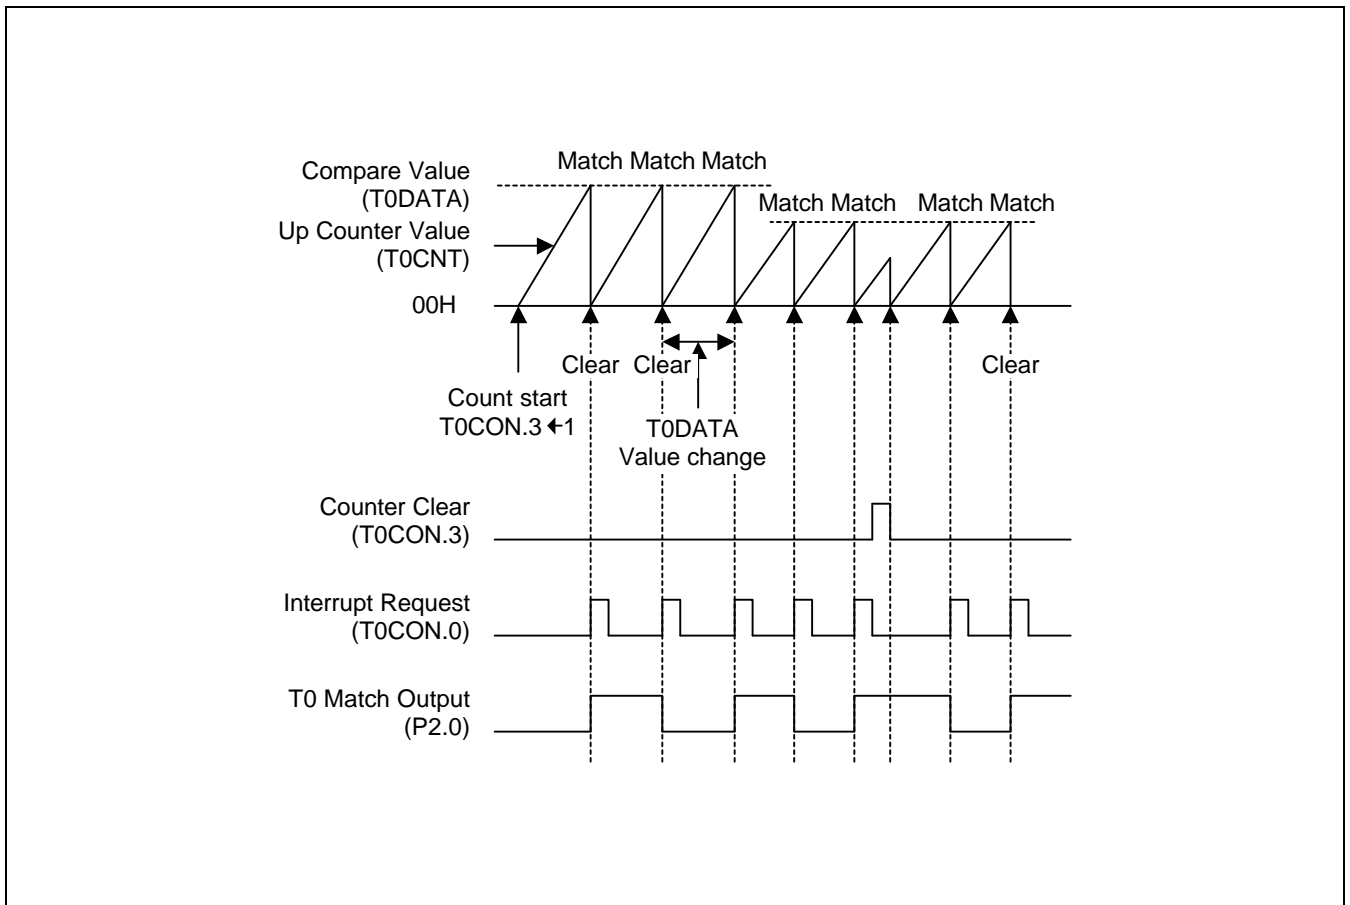 Compare Value
(T0DATA)
Match Match Match
Match Match Match Match
Up Counter Value
(T0CNT)
00H
Clear Clear Clear
Count start
T0CON.3 ←1
T0DATA
Value change
Counter Clear
(T0CON.3)
Interrupt Request
(T0CON.0)
T0 Match Output
(P2.0)